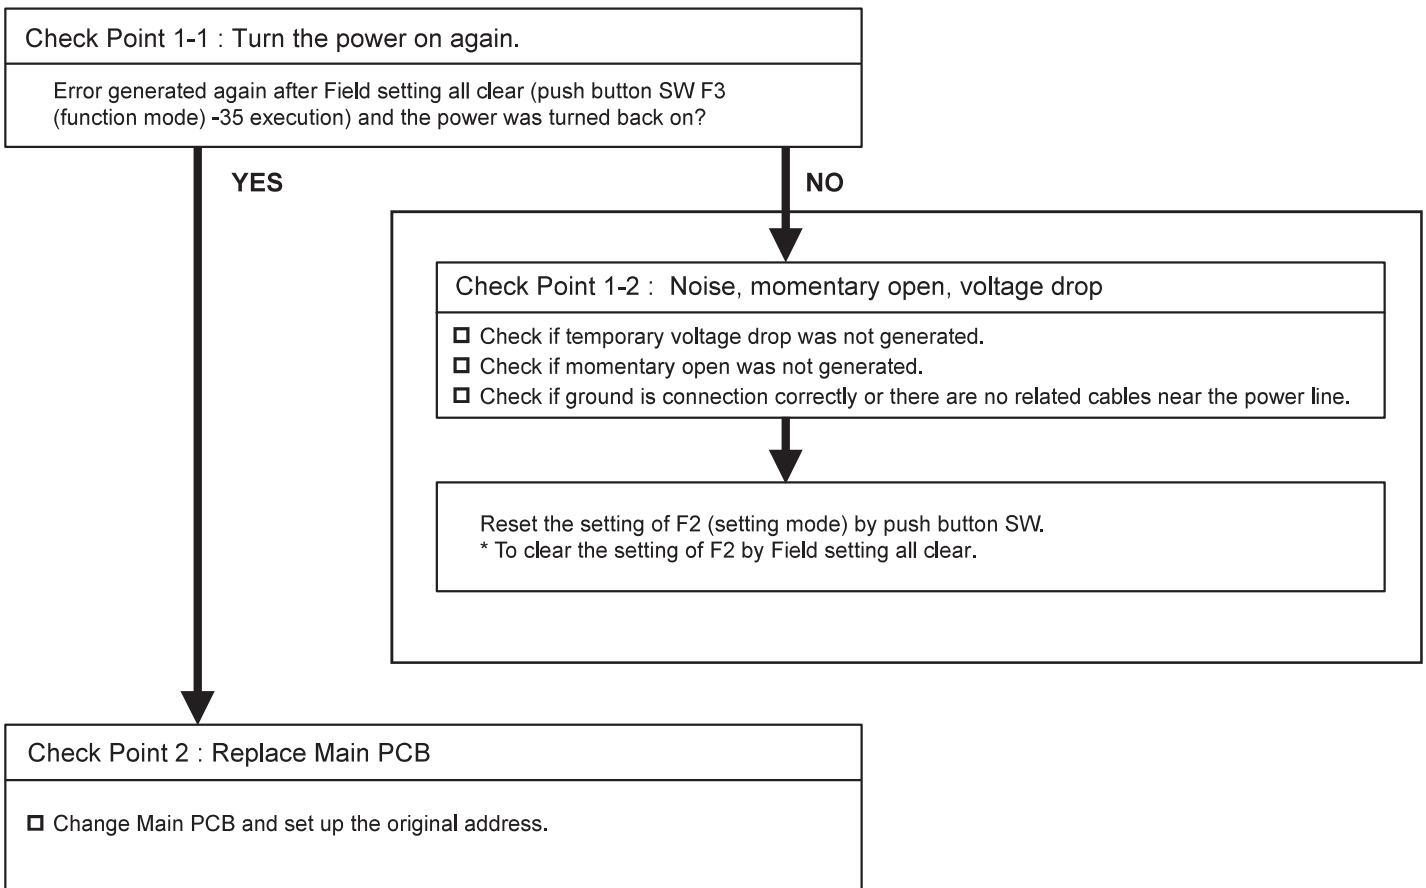 Check Point 1-1 : Turn the power on again.
Error generated again after Field setting all clear (push button SW F3
(function mode) -35 execution) and the power was turned back on?
YES
NO
Check Point 1-2 : Noise, momentary open, voltage drop
Check if temporary voltage drop was not generated.
Check if momentary open was not generated.
Check if ground is connection correctly or there are no related cables near the power line.
Reset the setting of F2 (setting mode) by push button SW.
* To clear the setting of F2 by Field setting all clear.
Check Point 2 : Replace Main PCB
Change Main PCB and set up the original address.